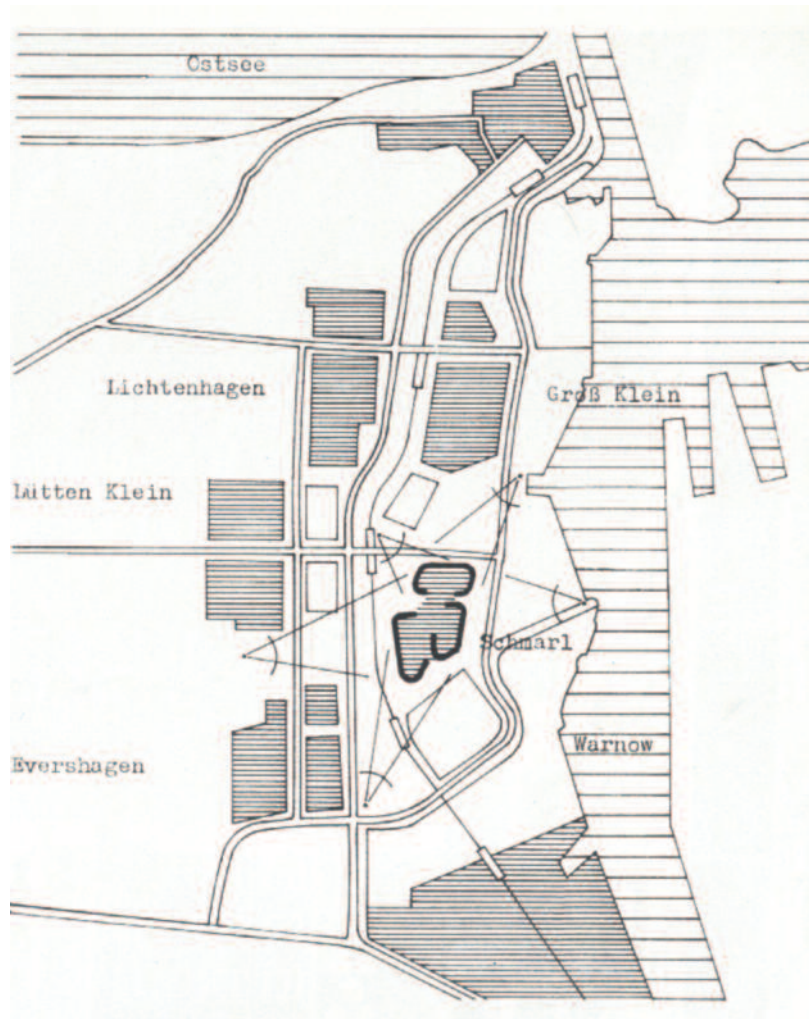 Ostsee
Lichtenhagen
Groß Klein
Lütten Klein
Schmarl
Warnow
Evershagen